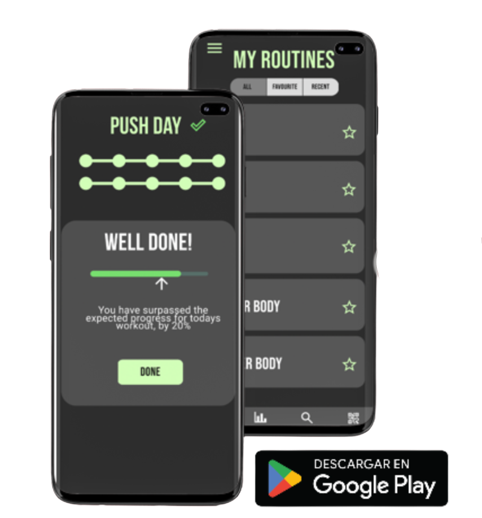 MY ROUTINES
ALL FAVOURITE RECENT
R BODY
R BODY
PUSH DAY
WELL DONE!
You have surpassed the
expected progress for todays
workout, by 20%
DONE
DESCARGAR EN
Google Play